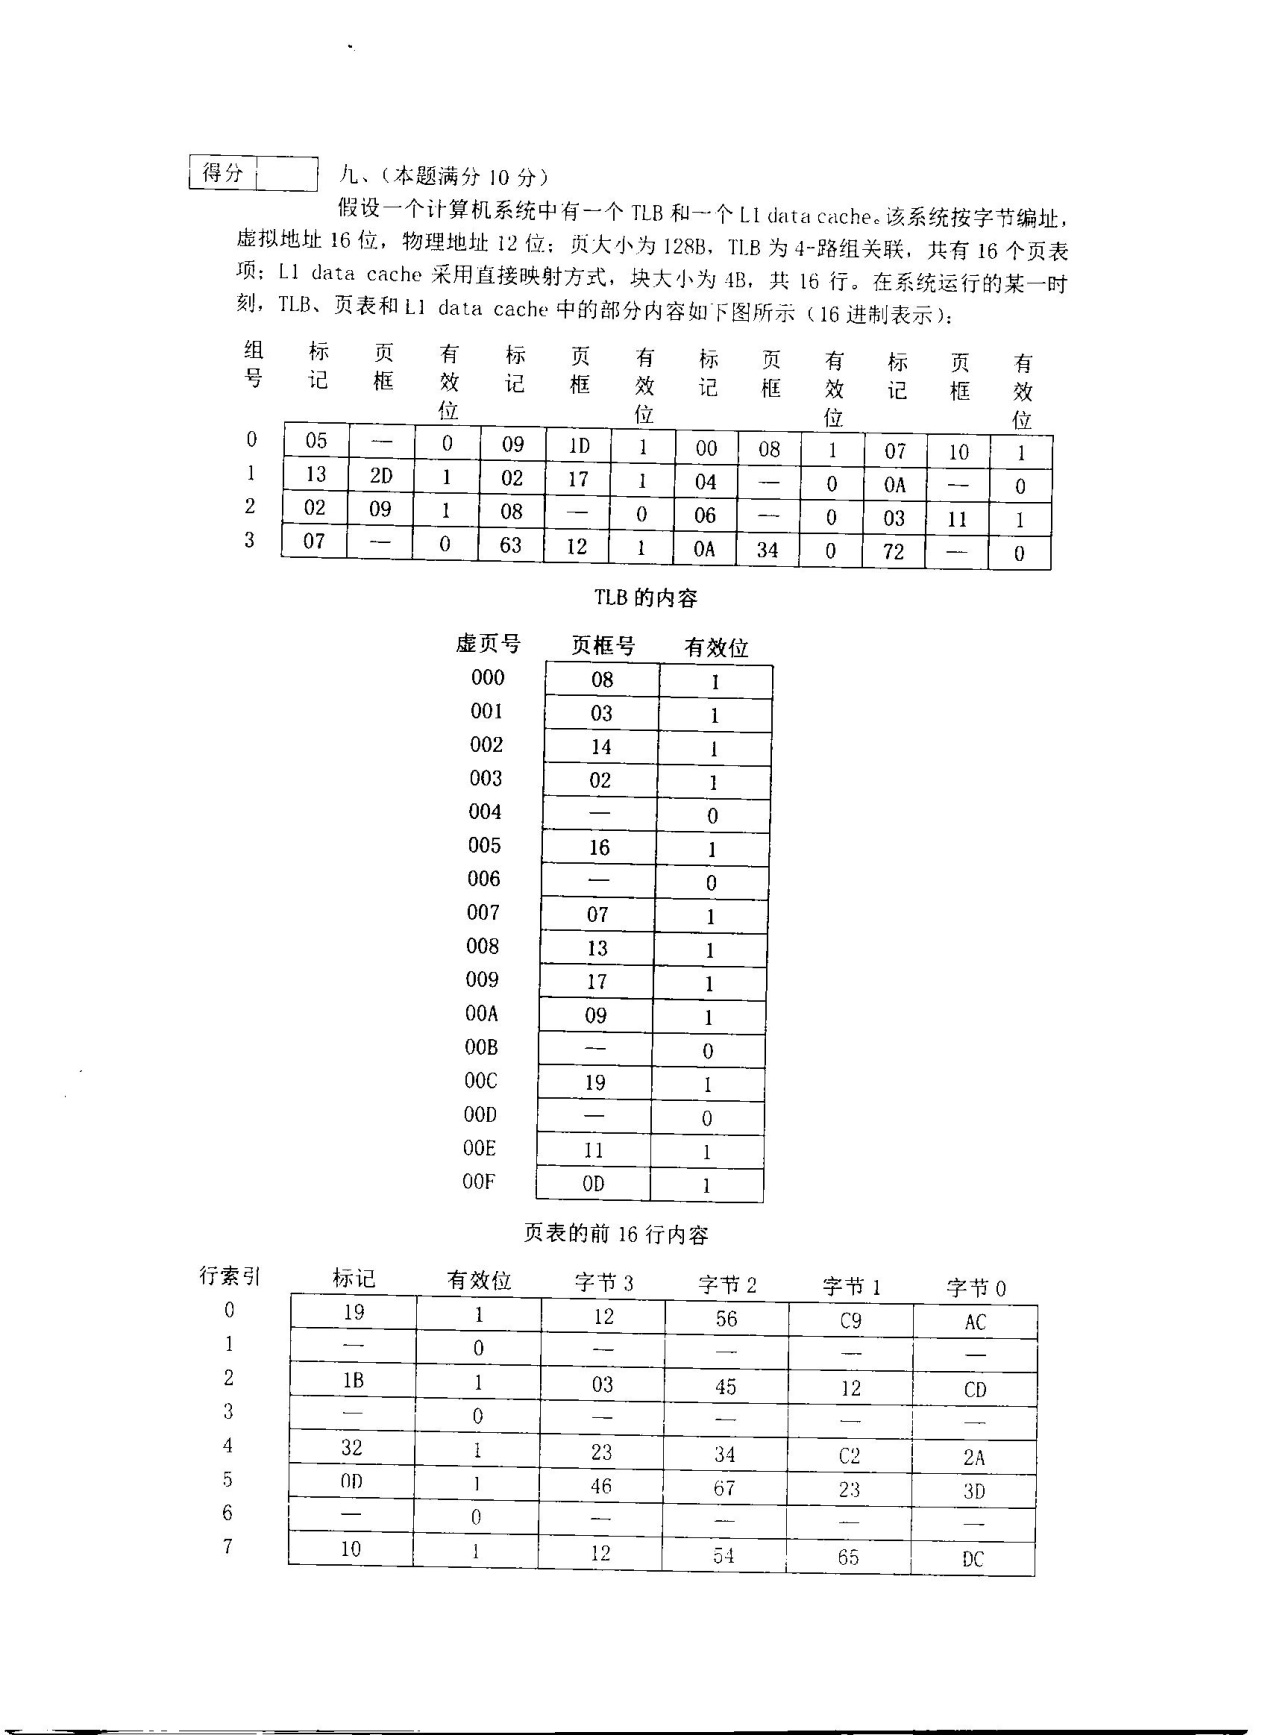 得分
九、（本题满分 10 分）
假设一个计算机系统中有一个 TLB 和一个 L1 data cache。该系统按字节编址，
虚拟地址 16 位，物理地址 12 位；页大小为 128B，TLB 为 4-路组关联，共有 16 个页表
项；L1 data cache 采用直接映射方式，块大小为 4B，共 16 行。在系统运行的某一时
刻，TLB、页表和 L1 data cache 中的部分内容如下图所示（16 进制表示）：
组号 标记 页框 有效位 标记 页框 有效位 标记 页框 有效位 标记 页框 有效位
0 05 — 0 09 1D 1 00 08 1 07 10 1
1 13 2D 1 02 17 1 04 — 0 0A — 0
2 02 09 1 08 — 0 06 — 0 03 11 1
3 07 — 0 63 12 1 0A 34 0 72 — 0
TLB 的内容
虚页号 页框号 有效位
000 08 1
001 03 1
002 14 1
003 02 1
004 — 0
005 16 1
006 — 0
007 07 1
008 13 1
009 17 1
00A 09 1
00B — 0
00C 19 1
00D — 0
00E 11 1
00F 0D 1
页表的前 16 行内容
行索引 标记 有效位 字节 3 字节 2 字节 1 字节 0
0 19 1 12 56 C9 AC
1 — 0 — — — —
2 1B 1 03 45 12 CD
3 — 0 — — — —
4 32 1 23 34 C2 2A
5 0D 1 46 67 23 3D
6 — 0 — — — —
7 10 1 12 54 65 DC